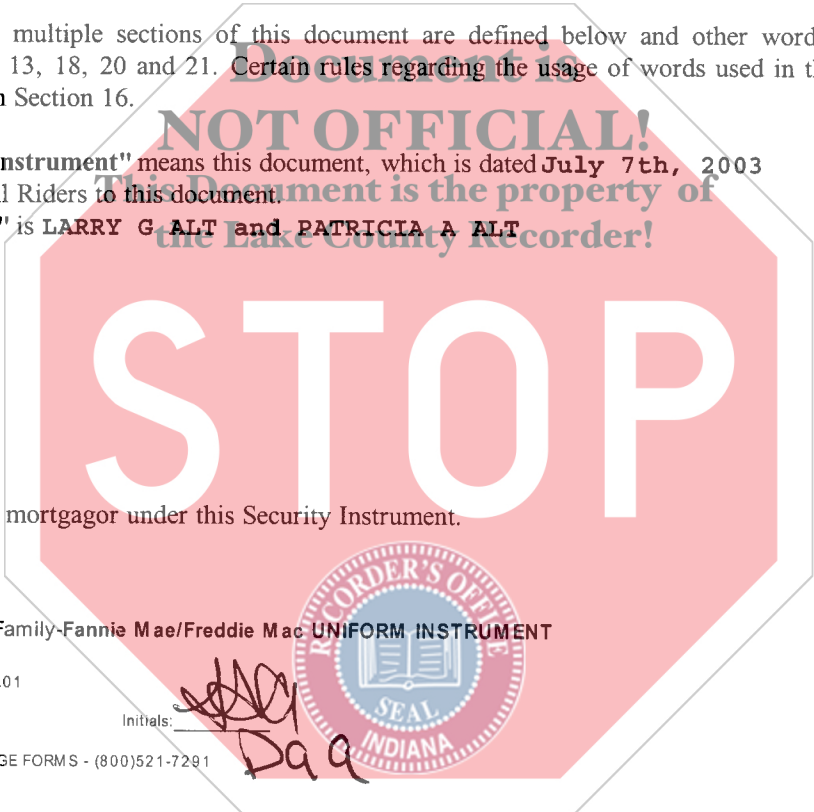 multiple sections of this document are defined below and other word
Document is
13, 18, 20 and 21. Certain rules regarding the usage of words used in th
Section 16.
NOT OFFICIAL!
nstrument" means this document, which is dated July 7th, 2003
l Riders to this document.
This Document is the property of
" is LARRY G ALT and PATRICIA A ALT
the Lake County Recorder!
STOP
mortgagor under this Security Instrument.
RECORDER'S OFFICE
SEAL
INDIANA
Family-Fannie Mae/Freddie Mac UNIFORM INSTRUMENT
.01
Initials:
GE FORMS - (800)521-7291